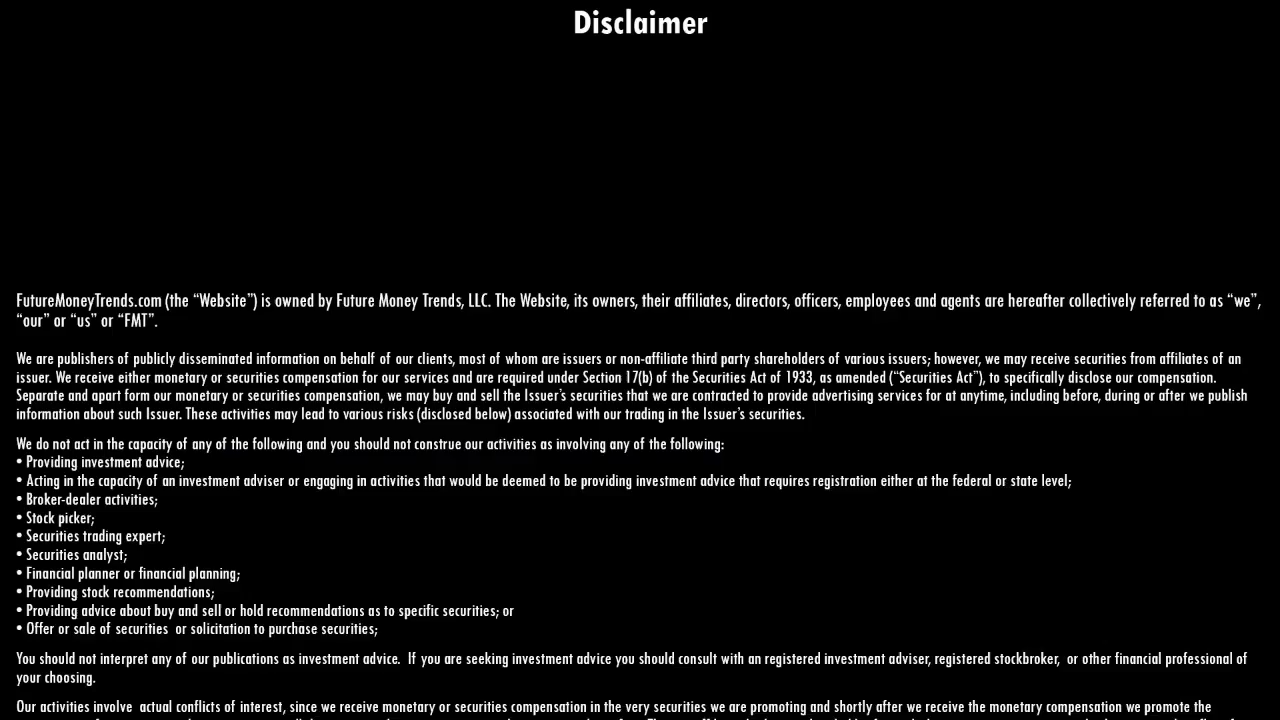 Disclaimer
FutureMoneyTrends.com (the “Website”) is owned by Future Money Trends, LLC. The Website, its owners, their affiliates, directors, officers, employees and agents are hereafter collectively referred to as “we”,
“our” or “us” or “FMT”.
We are publishers of publicly disseminated information on behalf of our clients, most of whom are issuers or non-affiliate third party shareholders of various issuers; however, we may receive securities from affiliates of an
issuer. We receive either monetary or securities compensation for our services and are required under Section 17(b) of the Securities Act of 1933, as amended (“Securities Act”), to specifically disclose our compensation.
Separate and apart form our monetary or securities compensation, we may buy and sell the Issuer’s securities that we are contracted to provide advertising services for at anytime, including before, during or after we publish
information about such Issuer. These activities may lead to various risks (disclosed below) associated with our trading in the Issuer’s securities.
We do not act in the capacity of any of the following and you should not construe our activities as involving any of the following:
• Providing investment advice;
• Acting in the capacity of an investment adviser or engaging in activities that would be deemed to be providing investment advice that requires registration either at the federal or state level;
• Broker-dealer activities;
• Stock picker;
• Securities trading expert;
• Securities analyst;
• Financial planner or financial planning;
• Providing stock recommendations;
• Providing advice about buy and sell or hold recommendations as to specific securities; or
• Offer or sale of securities or solicitation to purchase securities;
You should not interpret any of our publications as investment advice. If you are seeking investment advice you should consult with an registered investment adviser, registered stockbroker, or other financial professional of
your choosing.
Our activities involve actual conflicts of interest, since we receive monetary or securities compensation in the very securities we are promoting and shortly after we receive the monetary compensation we promote the